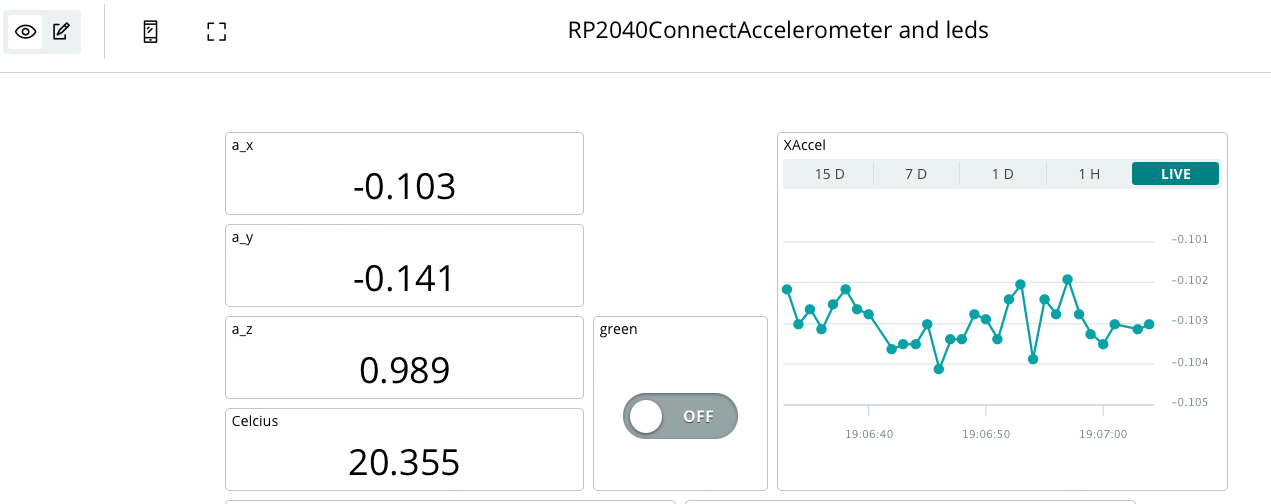 RP2040ConnectAccelerometer and leds
a_x
-0.103
a_y
-0.141
a_z
0.989
Celcius
20.355
green
OFF
XAccel
15 D 7 D 1 D 1 H LIVE
-0.101
-0.102
-0.103
-0.104
-0.105
19:06:40 19:06:50 19:07:00